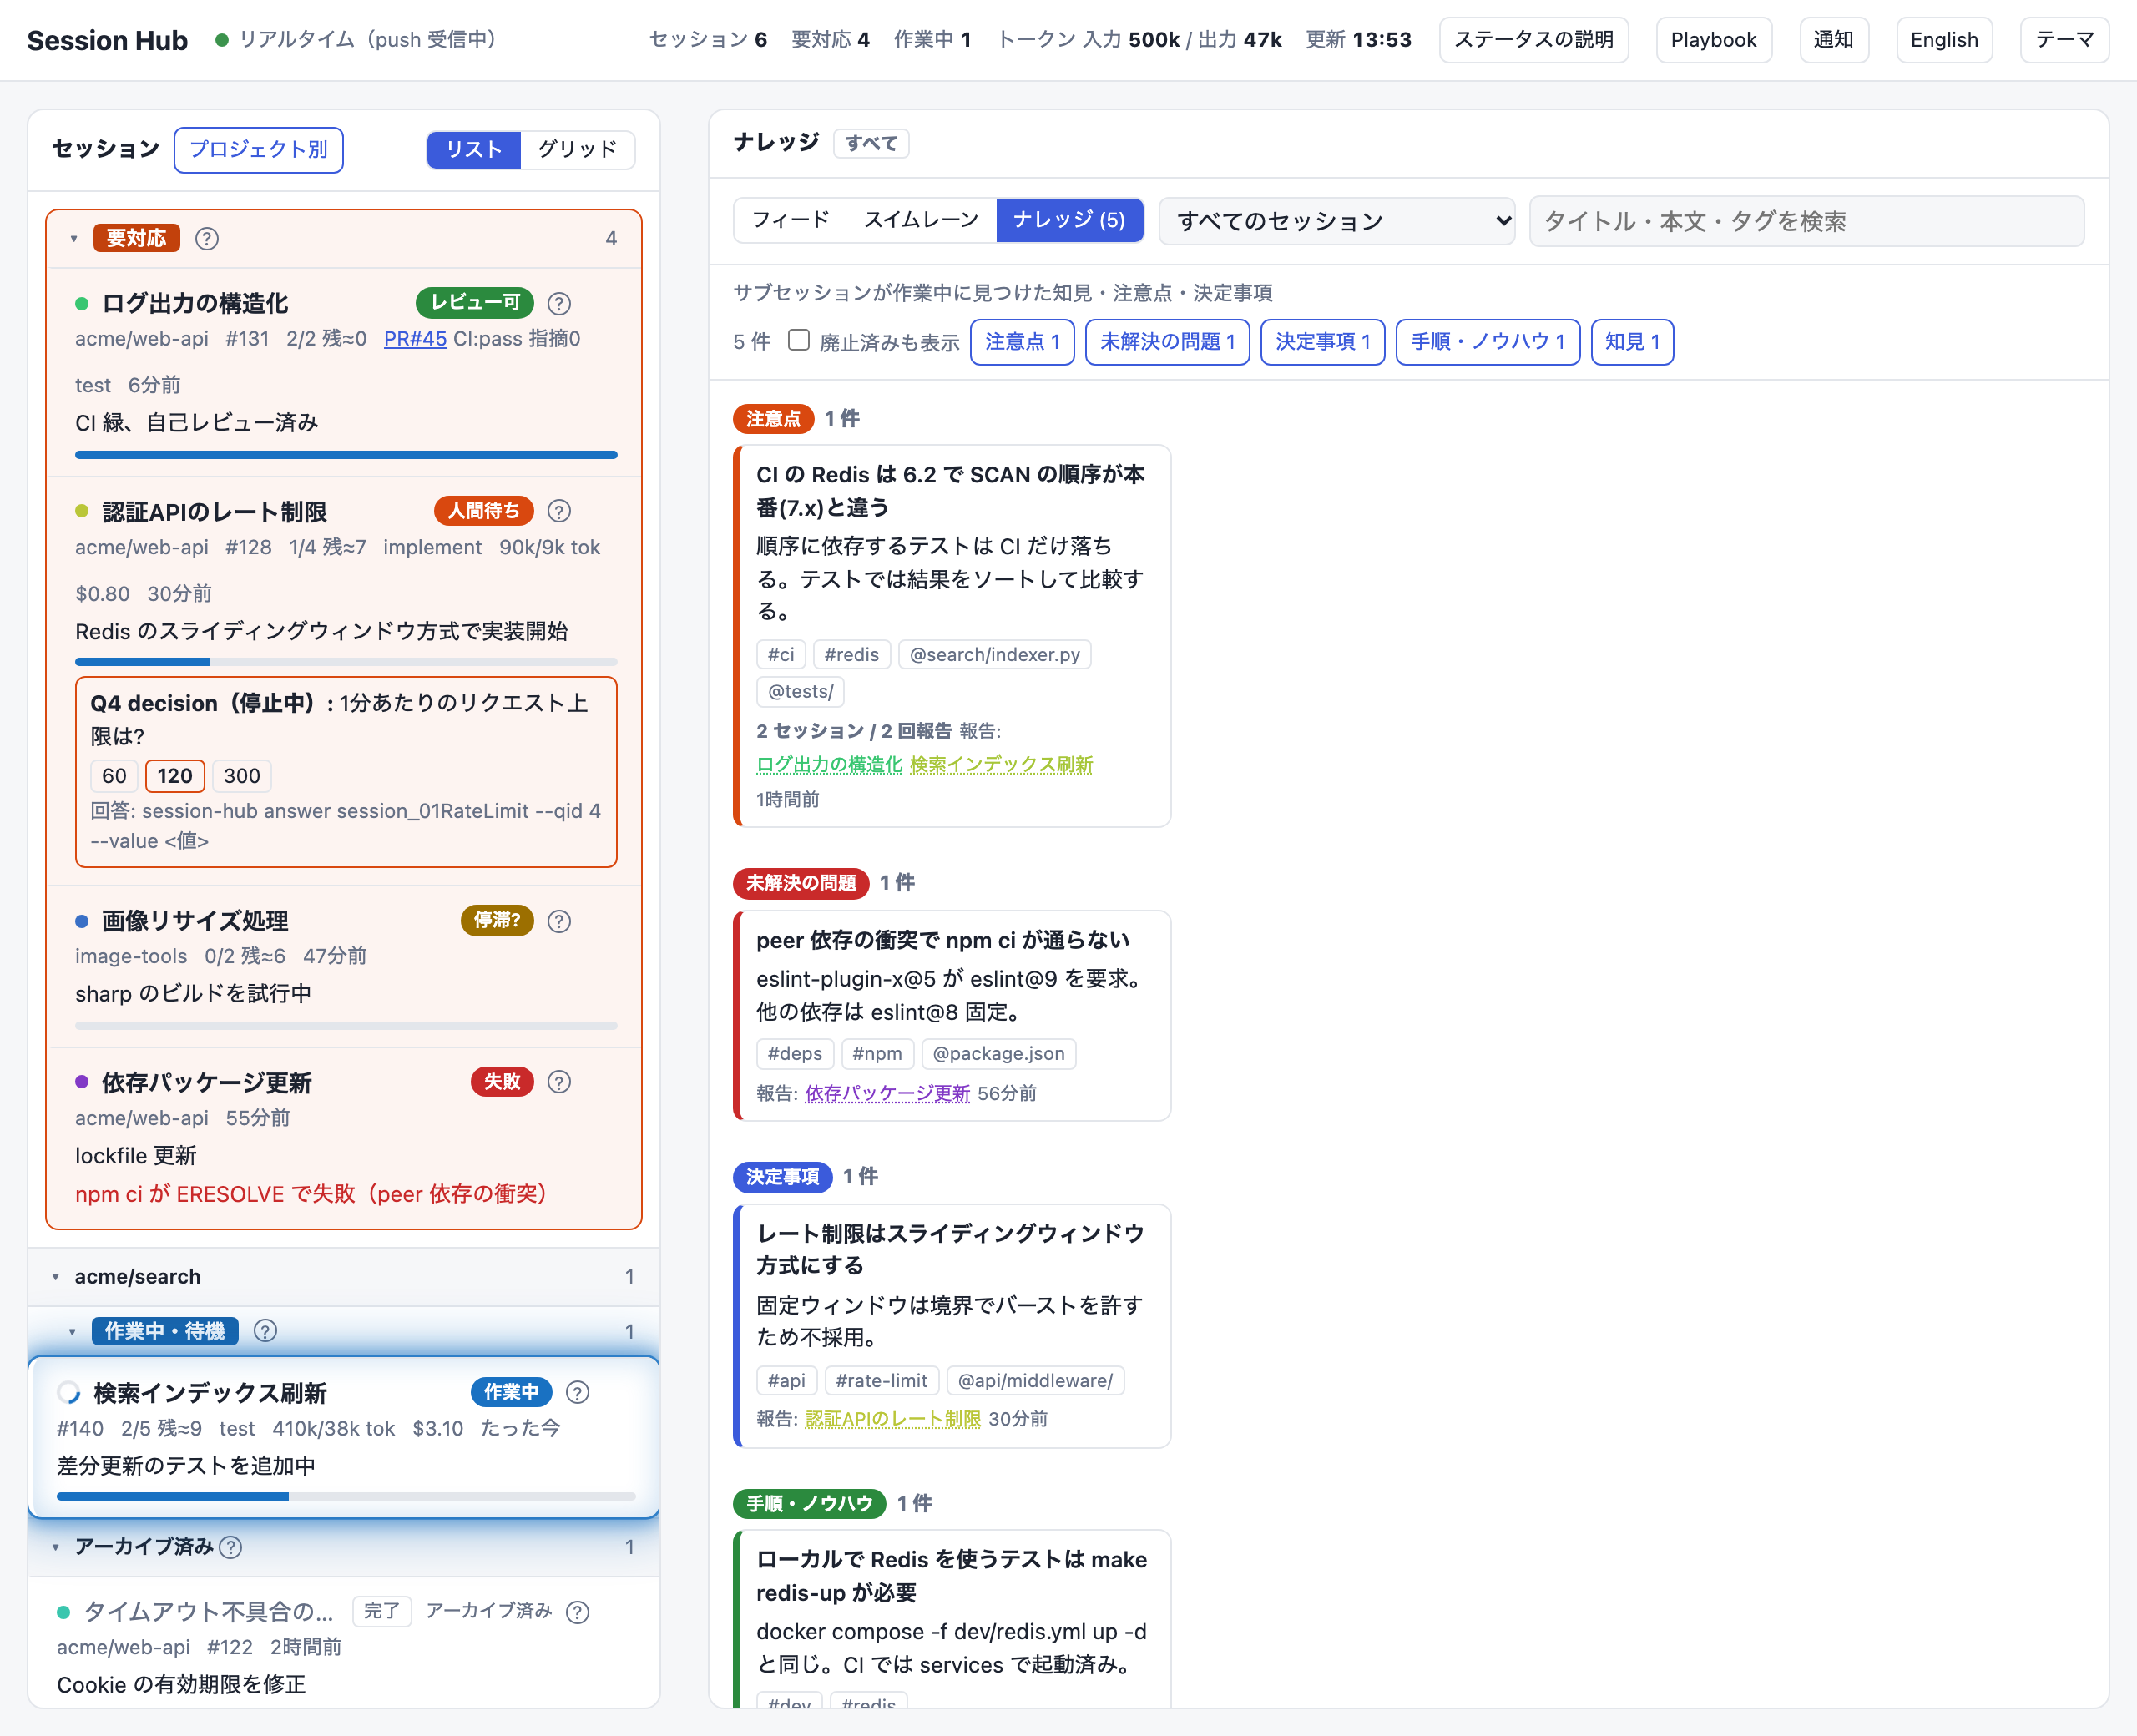 Session Hub
リアルタイム（push 受信中）
セッション 6 要対応 4 作業中 1 トークン 入力 500k / 出力 47k 更新 13:53
ステータスの説明
Playbook
通知
English
テーマ
セッション
プロジェクト別
リスト
グリッド
▾ 要対応 ? 4
ログ出力の構造化 レビュー可 ?
acme/web-api #131 2/2 残≈0 PR#45 CI:pass 指摘0
test 6分前
CI 緑、自己レビュー済み
認証APIのレート制限 人間待ち ?
acme/web-api #128 1/4 残≈7 implement 90k/9k tok
$0.80 30分前
Redis のスライディングウィンドウ方式で実装開始
Q4 decision（停止中）: 1分あたりのリクエスト上
限は?
60 120 300
回答: session-hub answer session_01RateLimit --qid 4
--value <値>
画像リサイズ処理 停滞? ?
image-tools 0/2 残≈6 47分前
sharp のビルドを試行中
依存パッケージ更新 失敗 ?
acme/web-api 55分前
lockfile 更新
npm ci が ERESOLVE で失敗（peer 依存の衝突）
▾ acme/search 1
▾ 作業中・待機 ? 1
検索インデックス刷新 作業中 ?
#140 2/5 残≈9 test 410k/38k tok $3.10 たった今
差分更新のテストを追加中
▾ アーカイブ済み ? 1
タイムアウト不具合の... 完了 アーカイブ済み ?
acme/web-api #122 2時間前
Cookie の有効期限を修正
ナレッジ すべて
フィード スイムレーン ナレッジ (5) すべてのセッション タイトル・本文・タグを検索
サブセッションが作業中に見つけた知見・注意点・決定事項
5 件 廃止済みも表示 注意点 1 未解決の問題 1 決定事項 1 手順・ノウハウ 1 知見 1
注意点 1 件
CI の Redis は 6.2 で SCAN の順序が本
番(7.x)と違う
順序に依存するテストは CI だけ落ち
る。テストでは結果をソートして比較す
る。
#ci #redis @search/indexer.py
@tests/
2 セッション / 2 回報告 報告:
ログ出力の構造化 検索インデックス刷新
1時間前
未解決の問題 1 件
peer 依存の衝突で npm ci が通らない
eslint-plugin-x@5 が eslint@9 を要求。
他の依存は eslint@8 固定。
#deps #npm @package.json
報告: 依存パッケージ更新 56分前
決定事項 1 件
レート制限はスライディングウィンドウ
方式にする
固定ウィンドウは境界でバーストを許す
ため不採用。
#api #rate-limit @api/middleware/
報告: 認証APIのレート制限 30分前
手順・ノウハウ 1 件
ローカルで Redis を使うテストは make
redis-up が必要
docker compose -f dev/redis.yml up -d
と同じ。CI では services で起動済み。
#dev #redis